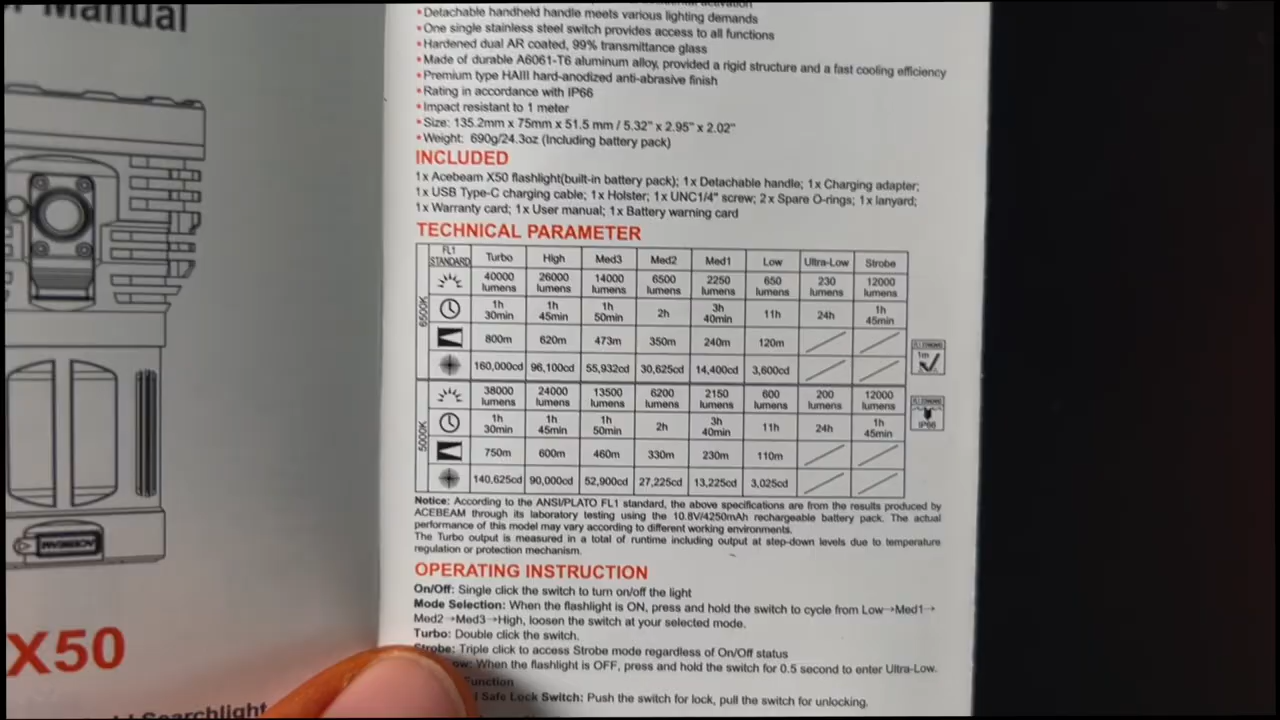 Manual
ACEBEAM
X50
Searchlight
• Detachable handheld handle meets various lighting demands
• One single stainless steel switch provides access to all functions
• Hardened dual AR coated, 99% transmittance glass
• Made of durable A6061-T6 aluminum alloy, provided a rigid structure and a fast cooling efficiency
• Premium type HAIII hard-anodized anti-abrasive finish
• Rating in accordance with IP66
• Impact resistant to 1 meter
• Size: 135.2mm x 75mm x 51.5 mm / 5.32" x 2.95" x 2.02"
• Weight: 690g/24.3oz (Including battery pack)
INCLUDED
1x Acebeam X50 flashlight(built-in battery pack); 1x Detachable handle; 1x Charging adapter;
1x USB Type-C charging cable; 1x Holster; 1x UNC1/4" screw; 2x Spare O-rings; 1x lanyard;
1x Warranty card; 1x User manual; 1x Battery warning card
TECHNICAL PARAMETER
FL1 STANDARD Turbo High Med3 Med2 Med1 Low Ultra-Low Strobe
6500K
40000 lumens 26000 lumens 14000 lumens 6500 lumens 2250 lumens 650 lumens 230 lumens 12000 lumens
1h 30min 1h 45min 1h 50min 2h 3h 40min 11h 24h 1h 45min
800m 620m 473m 350m 240m 120m
160,000cd 96,100cd 55,932cd 30,625cd 14,400cd 3,600cd
1m
5000K
38000 lumens 24000 lumens 13500 lumens 6200 lumens 2150 lumens 600 lumens 200 lumens 12000 lumens
1h 30min 1h 45min 1h 50min 2h 3h 40min 11h 24h 1h 45min
750m 600m 460m 330m 230m 110m
140,625cd 90,000cd 52,900cd 27,225cd 13,225cd 3,025cd
IP66
Notice: According to the ANSI/PLATO FL1 standard, the above specifications are from the results produced by
ACEBEAM through its laboratory testing using the 10.8V/4250mAh rechargeable battery pack. The actual
performance of this model may vary according to different working environments.
The Turbo output is measured in a total of runtime including output at step-down levels due to temperature
regulation or protection mechanism.
OPERATING INSTRUCTION
On/Off: Single click the switch to turn on/off the light
Mode Selection: When the flashlight is ON, press and hold the switch to cycle from Low→Med1→
Med2→Med3→High, loosen the switch at your selected mode.
Turbo: Double click the switch.
Strobe: Triple click to access Strobe mode regardless of On/Off status
When the flashlight is OFF, press and hold the switch for 0.5 second to enter Ultra-Low.
Function
Safe Lock Switch: Push the switch for lock, pull the switch for unlocking.